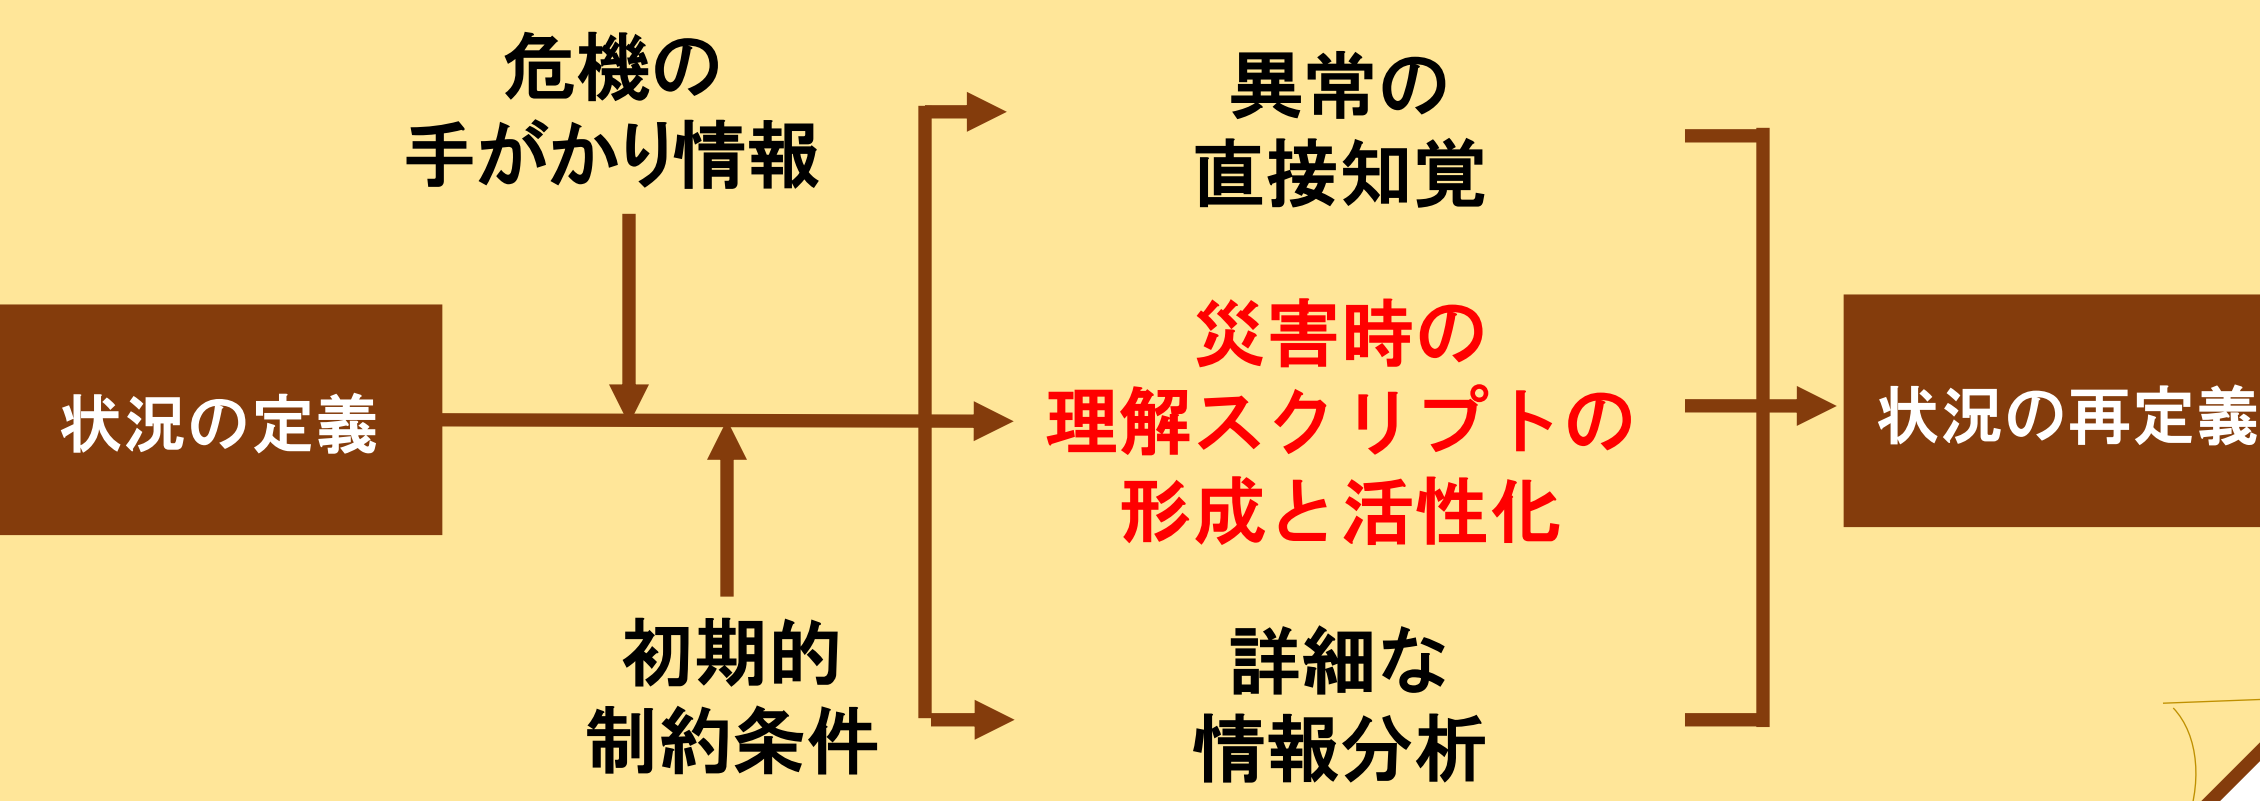 危機の
手がかり情報
異常の
直接知覚
状況の定義
災害時の
理解スクリプトの
形成と活性化
状況の再定義
初期的
制約条件
詳細な
情報分析